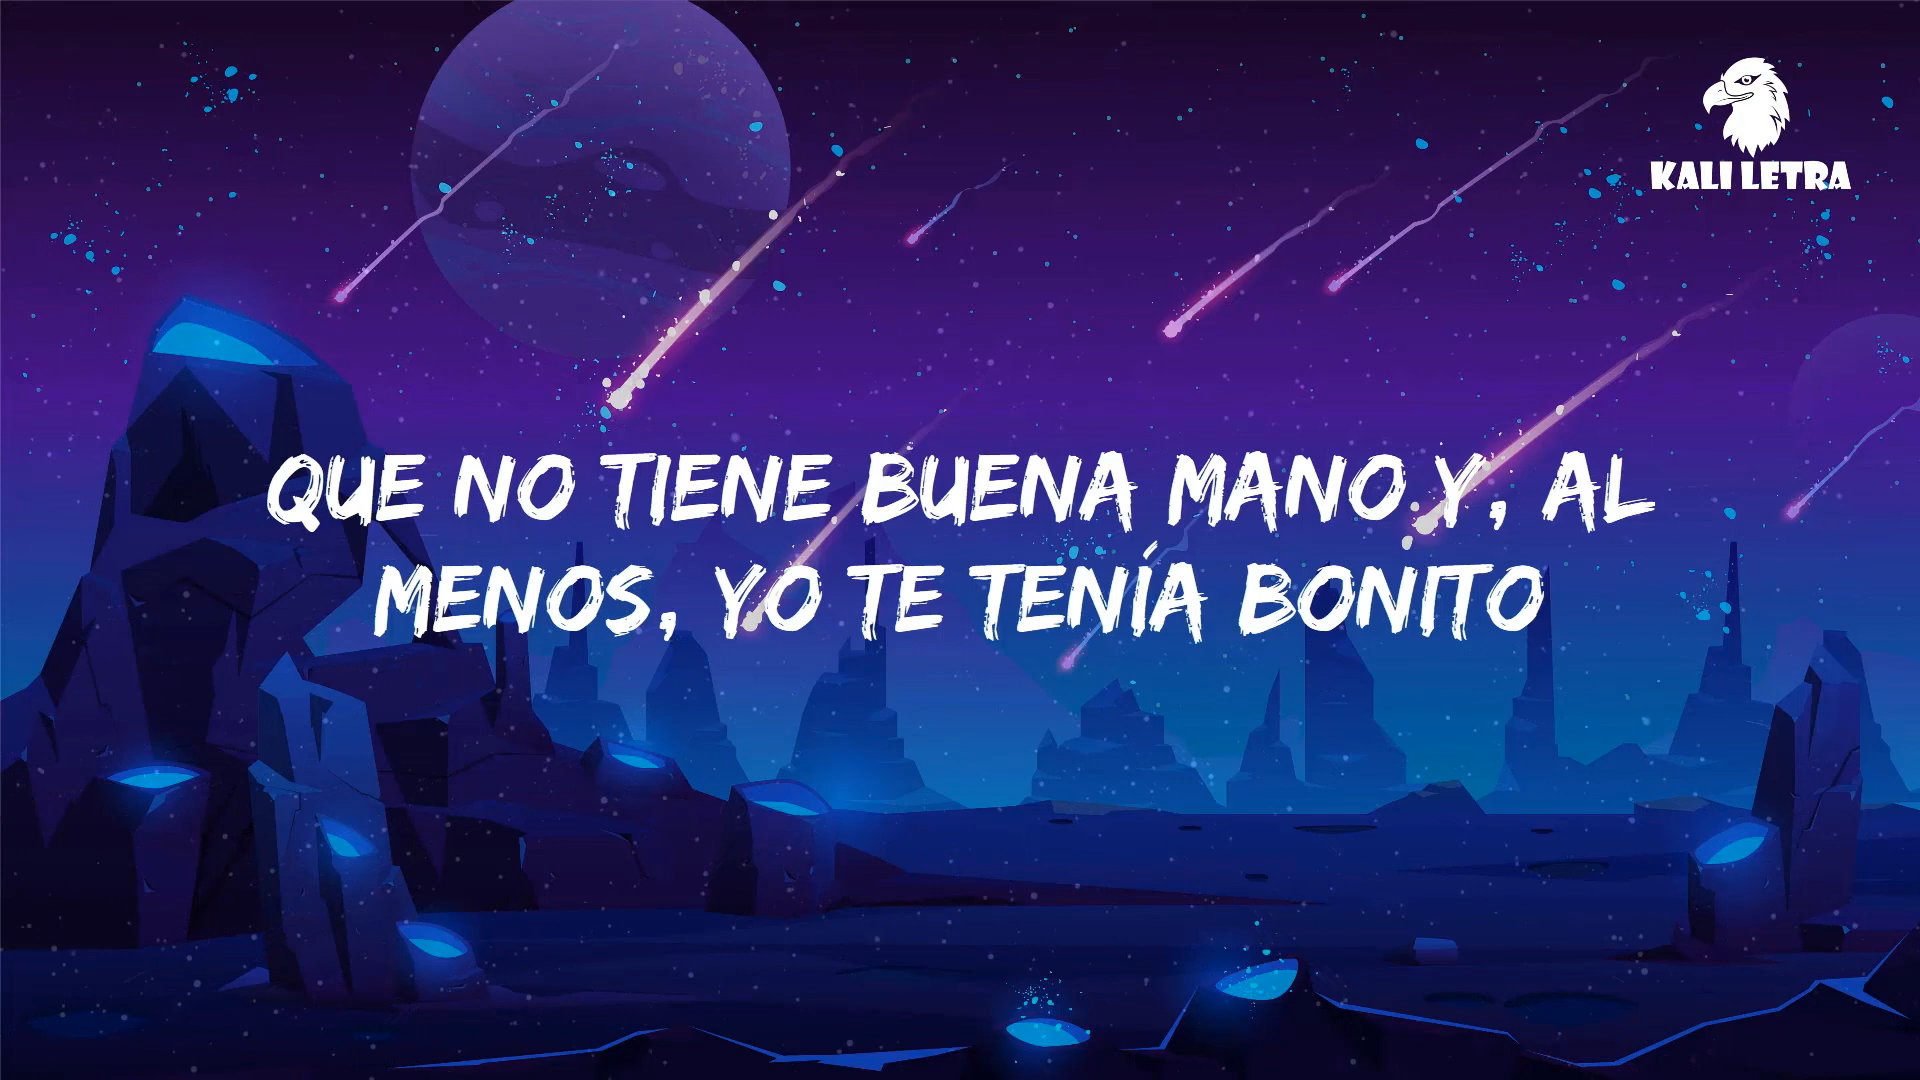 KALI LETRA
QUE NO TIENE BUENA MANO Y, AL
MENOS, YO TE TENÍA BONITO